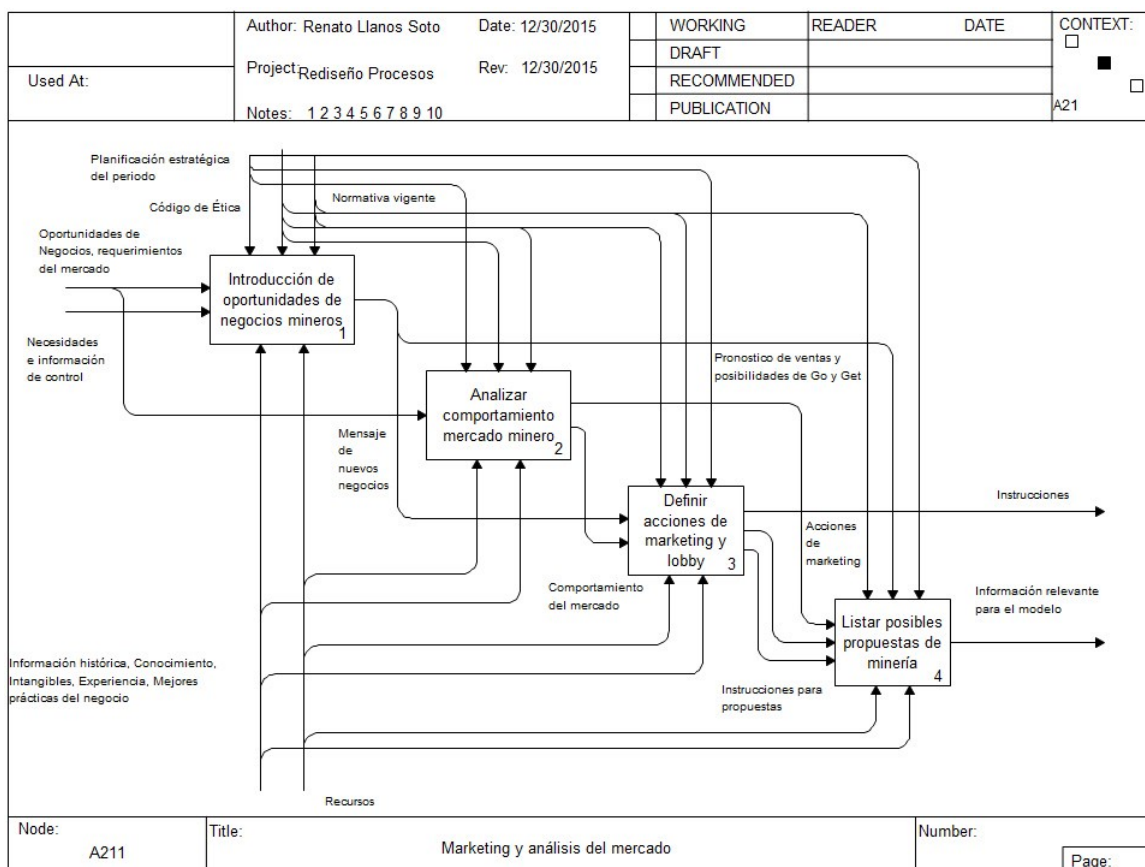 Used At:
Author: Renato Llanos Soto
Date: 12/30/2015
Project: Rediseño Procesos
Rev: 12/30/2015
Notes: 1 2 3 4 5 6 7 8 9 10
WORKING
DRAFT
RECOMMENDED
PUBLICATION
READER
DATE
CONTEXT:
A21
Planificación estratégica
del periodo
Código de Ética
Normativa vigente
Oportunidades de
Negocios, requerimientos
del mercado
Introducción de
oportunidades de
negocios mineros
1
Necesidades
e información
de control
Pronostico de ventas y
posibilidades de Go y Get
Analizar
comportamiento
mercado minero
2
Mensaje
de
nuevos
negocios
Definir
acciones de
marketing y
lobby
3
Instrucciones
Acciones
de
marketing
Comportamiento
del mercado
Información relevante
para el modelo
Listar posibles
propuestas de
minería
4
Información histórica, Conocimiento,
Intangibles, Experiencia, Mejores
prácticas del negocio
Instrucciones para
propuestas
Recursos
Node:
A211
Title:
Marketing y análisis del mercado
Number:
Page: